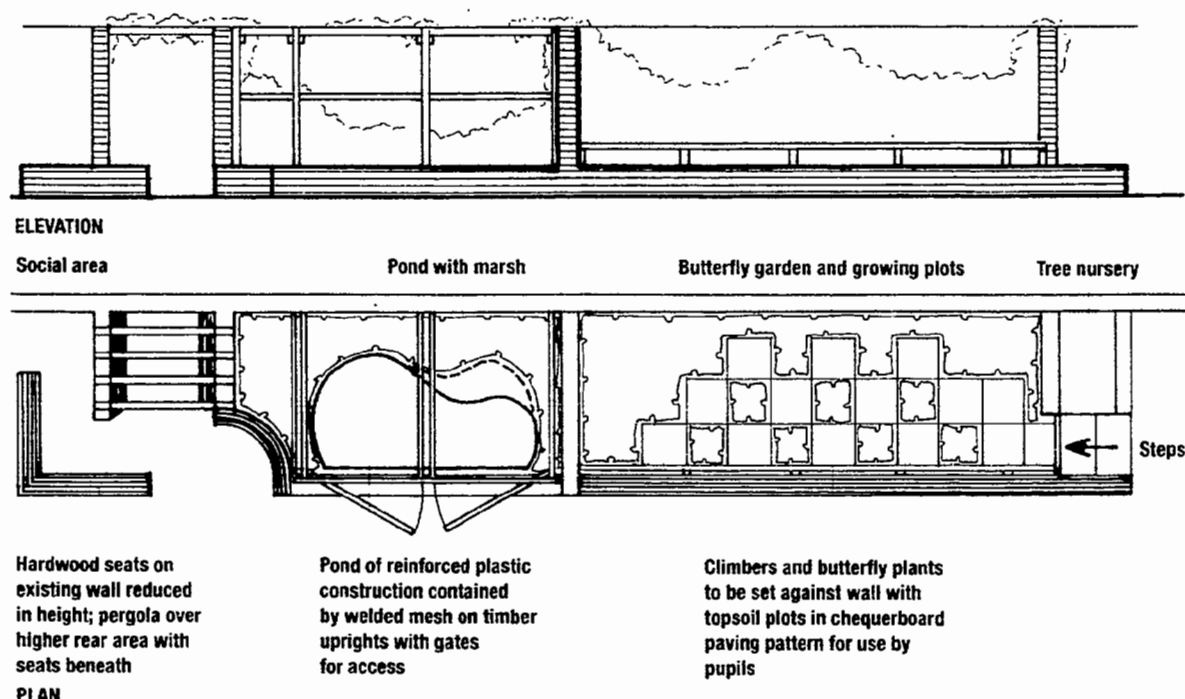 ELEVATION
Social area
Pond with marsh
Butterfly garden and growing plots
Tree nursery
Steps
Hardwood seats on
existing wall reduced
in height; pergola over
higher rear area with
seats beneath
Pond of reinforced plastic
construction contained
by welded mesh on timber
uprights with gates
for access
Climbers and butterfly plants
to be set against wall with
topsoil plots in chequerboard
paving pattern for use by
pupils
PLAN